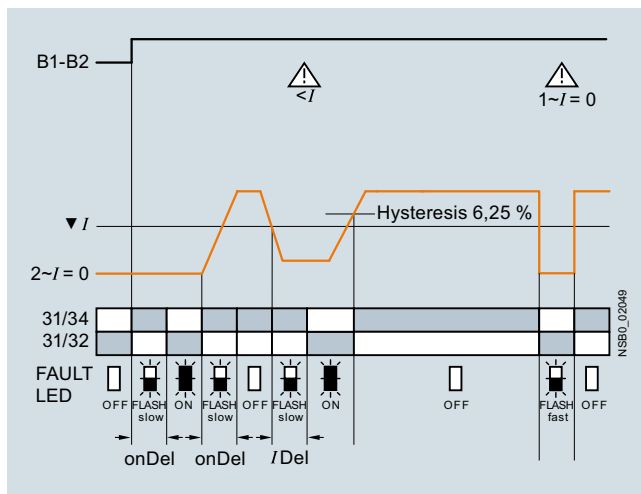 B1-B2
<I
1~I = 0
▼ I
Hysteresis 6,25 %
2~I = 0
31/34
31/32
NSB0_02049
FAULT
LED
OFF FLASH slow ON FLASH slow OFF FLASH slow ON OFF FLASH fast OFF
onDel onDel I Del